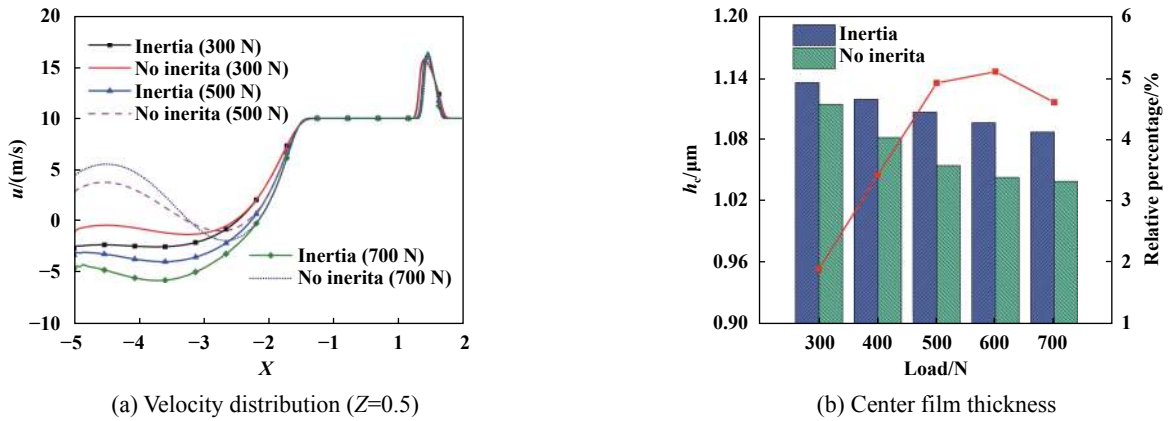 20
15
10
5
0
−5
−10
u/(m/s)
Inertia (300 N)
No inerita (300 N)
Inertia (500 N)
No inerita (500 N)
Inertia (700 N)
No inerita (700 N)
−5 −4 −3 −2 −1 1 1 2
X
(a) Velocity distribution (Z=0.5)
1.20
1.14
1.08
1.02
0.96
0.90
hc/μm
Inertia
No inerita
6
5
4
3
2
1
Relative percentage/%
300 400 500 600 700
Load/N
(b) Center film thickness